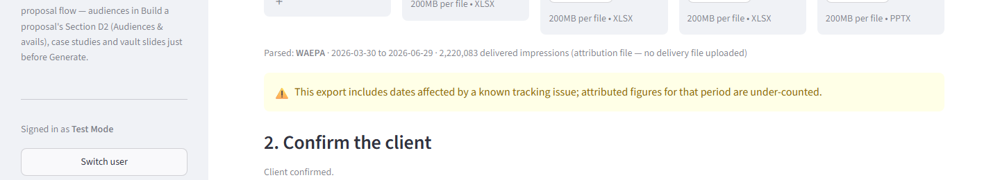 proposal flow — audiences in Build a
proposal's Section D2 (Audiences &
avails), case studies and vault slides just
before Generate.
Signed in as Test Mode
Switch user
+
200MB per file • XLSX
200MB per file • XLSX
200MB per file • XLSX
200MB per file • PPTX
Parsed: WAEPA · 2026-03-30 to 2026-06-29 · 2,220,083 delivered impressions (attribution file — no delivery file uploaded)
This export includes dates affected by a known tracking issue; attributed figures for that period are under-counted.
2. Confirm the client
Client confirmed.